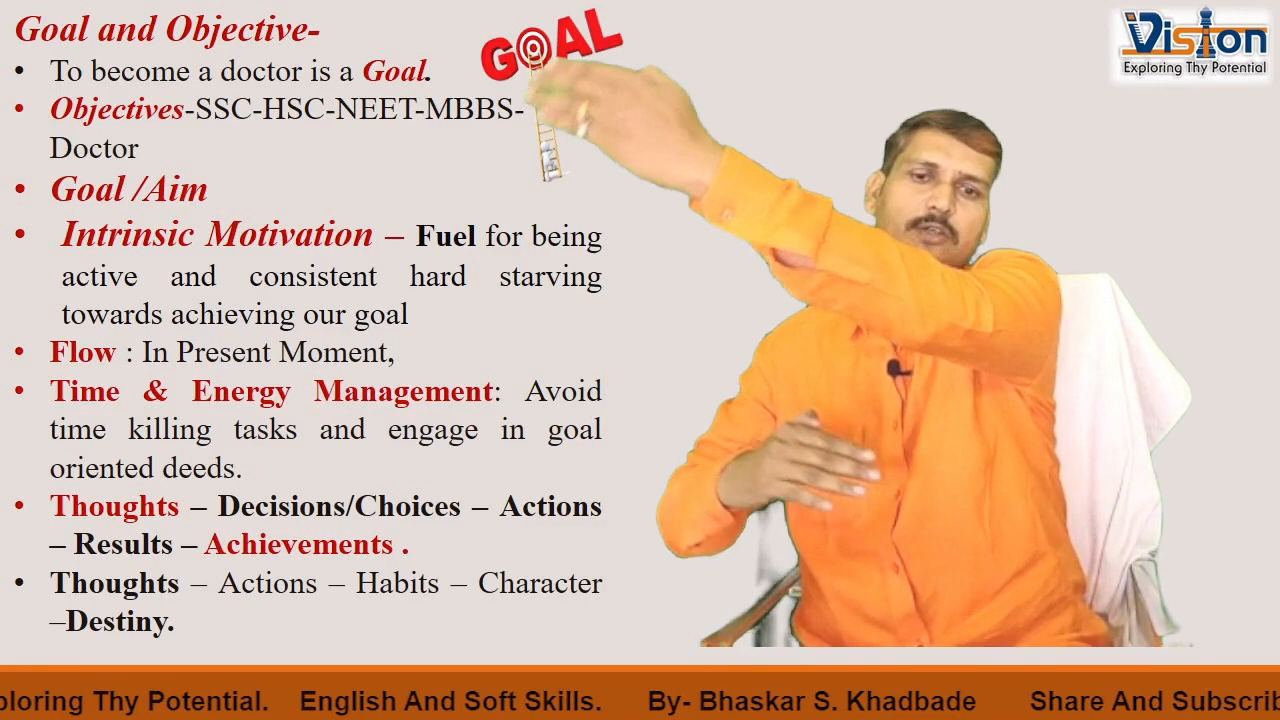 Goal and Objective-
GOAL
Vision
Exploring Thy Potential
• To become a doctor is a Goal.
• Objectives-SSC-HSC-NEET-MBBS-
Doctor
• Goal /Aim
• Intrinsic Motivation – Fuel for being
active and consistent hard starving
towards achieving our goal
• Flow : In Present Moment,
• Time & Energy Management: Avoid
time killing tasks and engage in goal
oriented deeds.
• Thoughts – Decisions/Choices – Actions
– Results – Achievements .
• Thoughts – Actions – Habits – Character
–Destiny.
ploring Thy Potential. English And Soft Skills. By- Bhaskar S. Khadbade Share And Subscrib